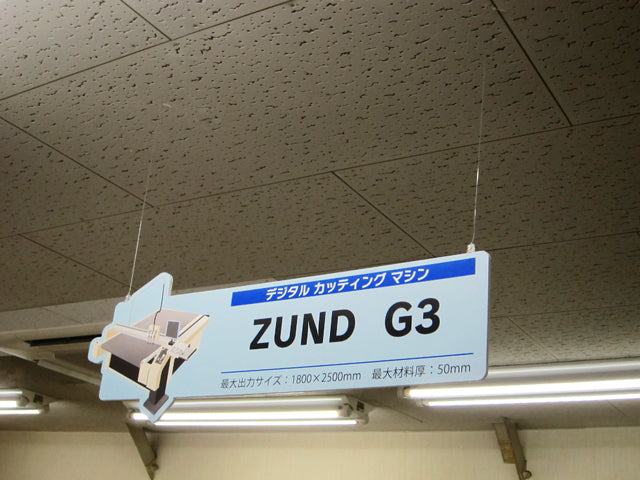 デジタル カッティング マシン
ZUND G3
最大出力サイズ：1800×2500mm 最大材料厚：50mm